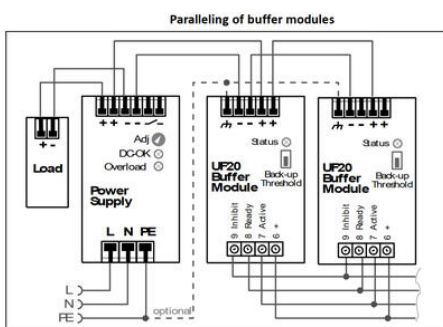 Paralleling of buffer modules
+ + - -
+ -
Load
Adj
DC-OK
Overload
Power
Supply
L N PE
L
N
PE
optional
- - + +
Status
UF20
Buffer
Module
Back-up
Threshold
9 Inhibit
8 Ready
7 Active
6 +
- - + +
Status
UF20
Buffer
Module
Back-up
Threshold
9 Inhibit
8 Ready
7 Active
6 +